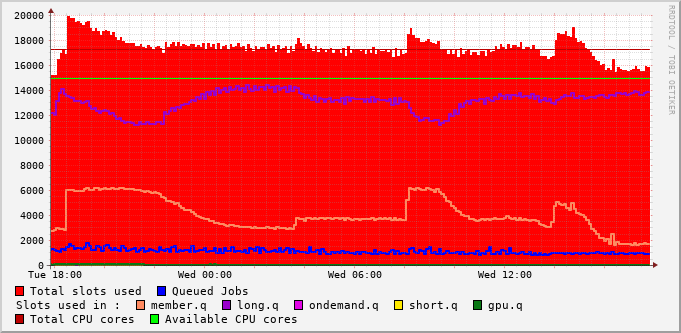 20000
18000
16000
14000
12000
10000
8000
6000
4000
2000
0
Tue 18:00 Wed 00:00 Wed 06:00 Wed 12:00
RRDTOOL / TOBI OETIKER
Total slots used Queued Jobs
Slots used in : member.q long.q ondemand.q short.q gpu.q
Total CPU cores Available CPU cores